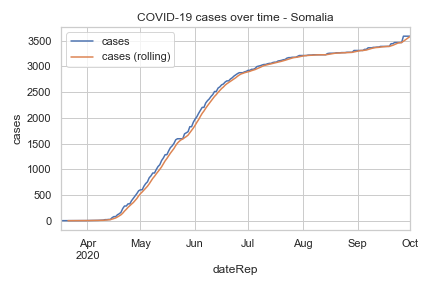 COVID-19 cases over time - Somalia
cases
cases (rolling)
3500
3000
2500
2000
1500
1000
500
0
cases
Apr
2020
May
Jun
Jul
Aug
Sep
Oct
dateRep